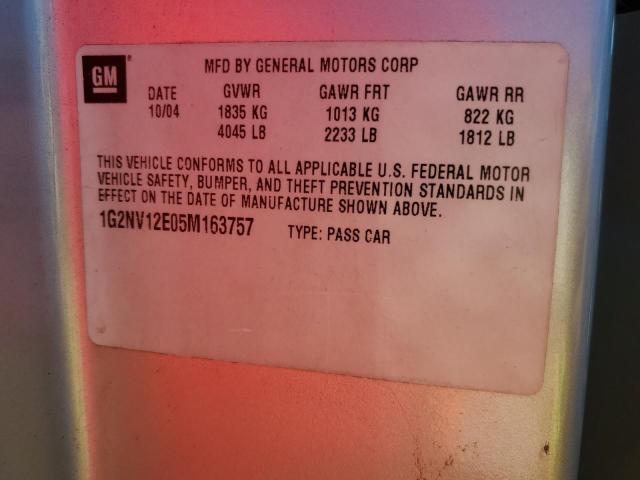 GM
MFD BY GENERAL MOTORS CORP
DATE GVWR GAWR FRT GAWR RR
10/04 1835 KG 1013 KG 822 KG
4045 LB 2233 LB 1812 LB
THIS VEHICLE CONFORMS TO ALL APPLICABLE U.S. FEDERAL MOTOR
VEHICLE SAFETY, BUMPER, AND THEFT PREVENTION STANDARDS IN
EFFECT ON THE DATE OF MANUFACTURE SHOWN ABOVE.
1G2NV12E05M163757 TYPE: PASS CAR